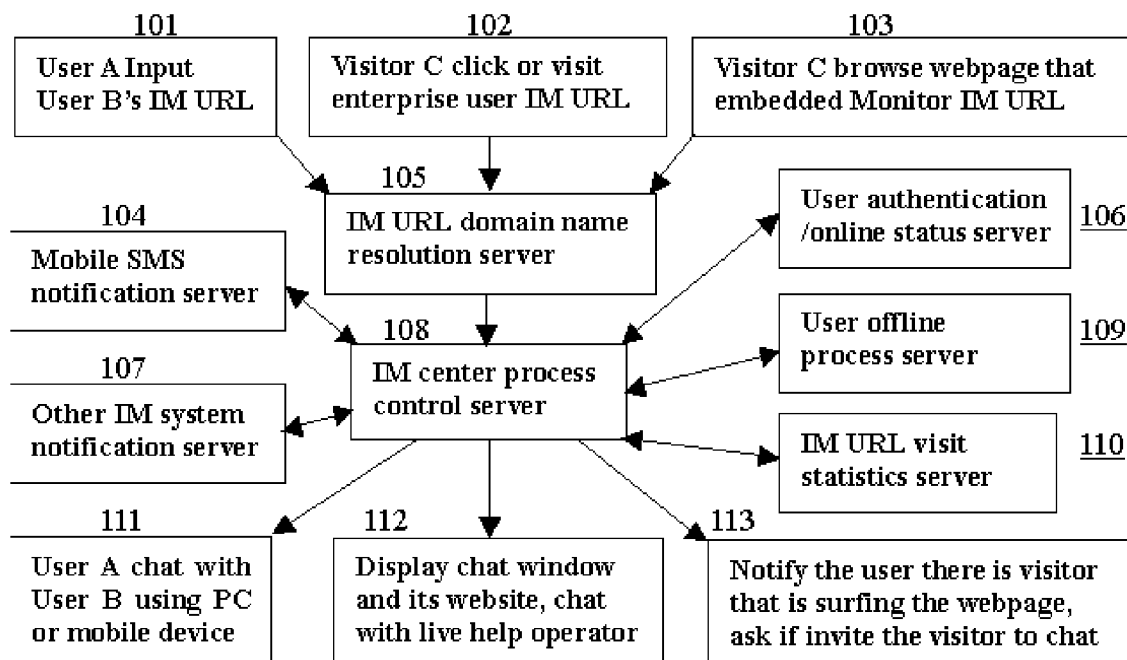 101
User A Input
User B's IM URL
102
Visitor C click or visit
enterprise user IM URL
103
Visitor C browse webpage that
embedded Monitor IM URL
105
IM URL domain name
resolution server
104
Mobile SMS
notification server
User authentication
/online status server
106
108
IM center process
control server
User offline
process server
109
107
Other IM system
notification server
IM URL visit
statistics server
110
111
User A chat with
User B using PC
or mobile device
112
Display chat window
and its website, chat
with live help operator
113
Notify the user there is visitor
that is surfing the webpage,
ask if invite the visitor to chat